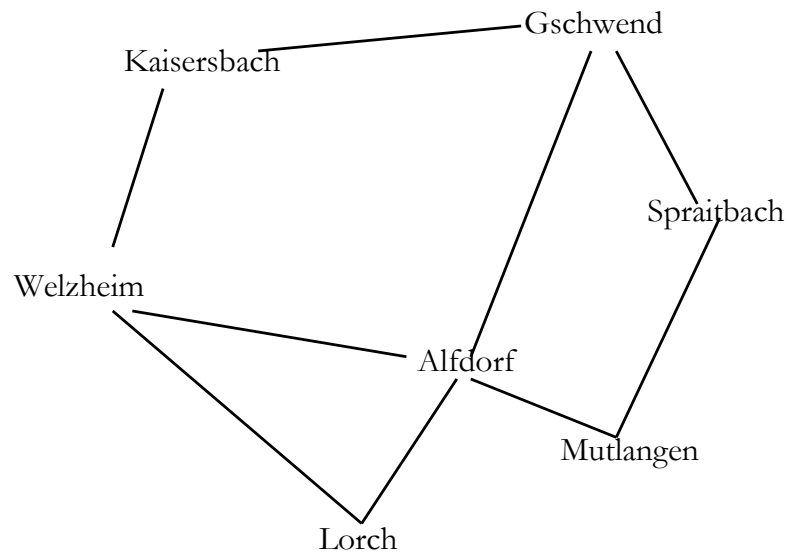 Gschwend
Kaisersbach
Spraitbach
Welzheim
Alfdorf
Mutlangen
Lorch